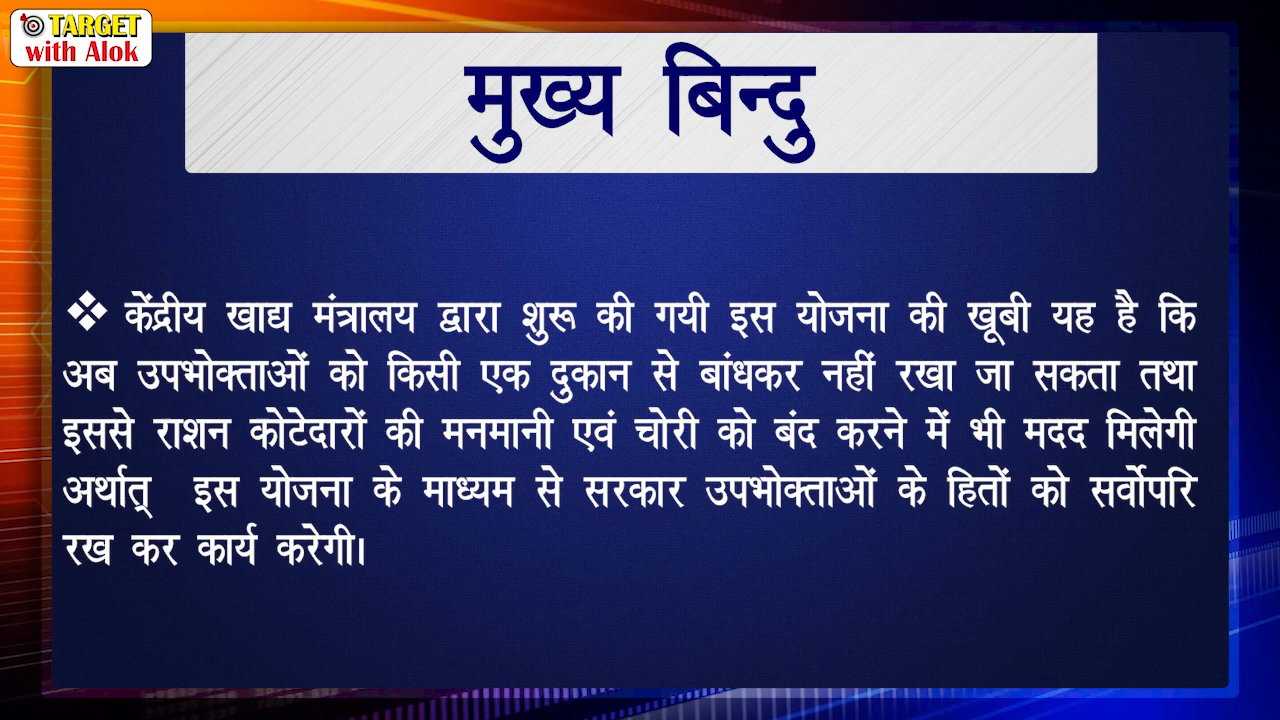 TARGET
with Alok
मुख्य बिन्दु
❖ केंद्रीय खाद्य मंत्रालय द्वारा शुरू की गयी इस योजना की खूबी यह है कि
अब उपभोक्ताओं को किसी एक दुकान से बांधकर नहीं रखा जा सकता तथा
इससे राशन कोटेदारों की मनमानी एवं चोरी को बंद करने में भी मदद मिलेगी
अर्थात् इस योजना के माध्यम से सरकार उपभोक्ताओं के हितों को सर्वोपरि
रख कर कार्य करेगी।